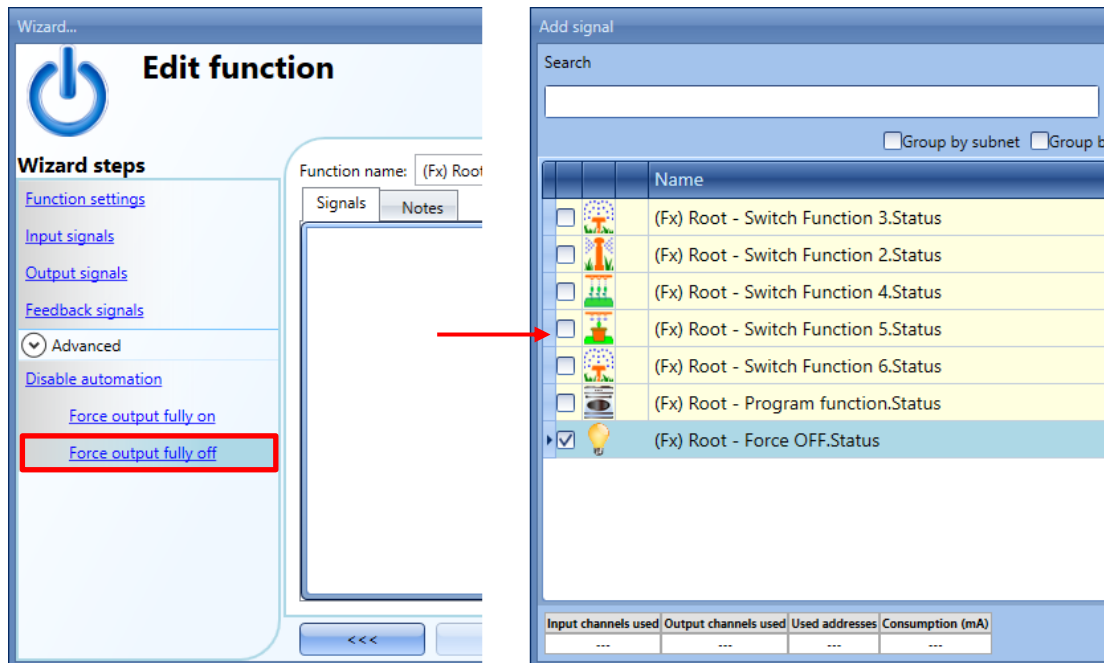 Wizard...
Edit function
Wizard steps
Function settings
Input signals
Output signals
Feedback signals
Advanced
Disable automation
Force output fully on
Force output fully off
Function name: (Fx) Root
Signals Notes
<<<
Add signal
Search
Group by subnet Group b
Name
(Fx) Root - Switch Function 3.Status
(Fx) Root - Switch Function 2.Status
(Fx) Root - Switch Function 4.Status
(Fx) Root - Switch Function 5.Status
(Fx) Root - Switch Function 6.Status
(Fx) Root - Program function.Status
(Fx) Root - Force OFF.Status
Input channels used Output channels used Used addresses Consumption (mA)
--- --- --- ---